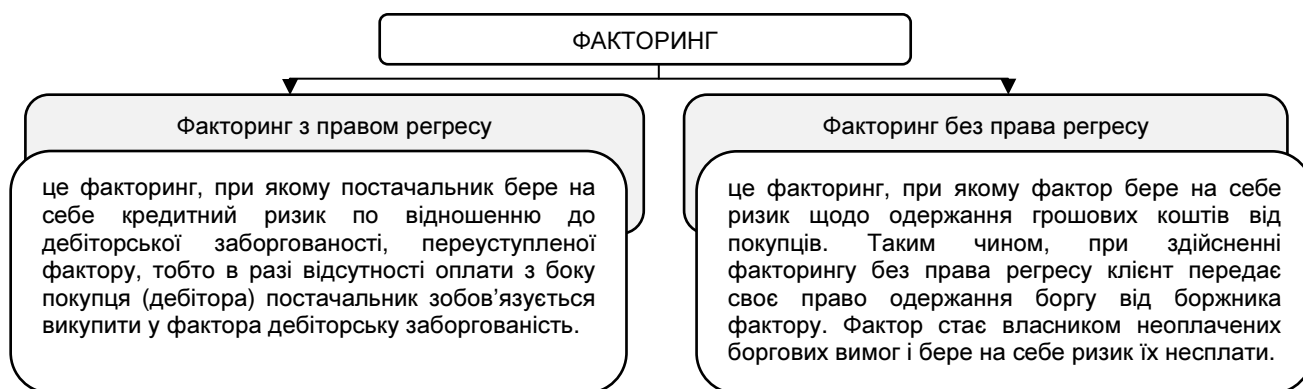 ФАКТОРИНГ
Факторинг з правом регресу
це факторинг, при якому постачальник бере на
себе кредитний ризик по відношенню до
дебіторської заборгованості, переуступленої
фактору, тобто в разі відсутності оплати з боку
покупця (дебітора) постачальник зобов’язується
викупити у фактора дебіторську заборгованість.
Факторинг без права регресу
це факторинг, при якому фактор бере на себе
ризик щодо одержання грошових коштів від
покупців. Таким чином, при здійсненні
факторингу без права регресу клієнт передає
своє право одержання боргу від боржника
фактору. Фактор стає власником неоплачених
боргових вимог і бере на себе ризик їх несплати.